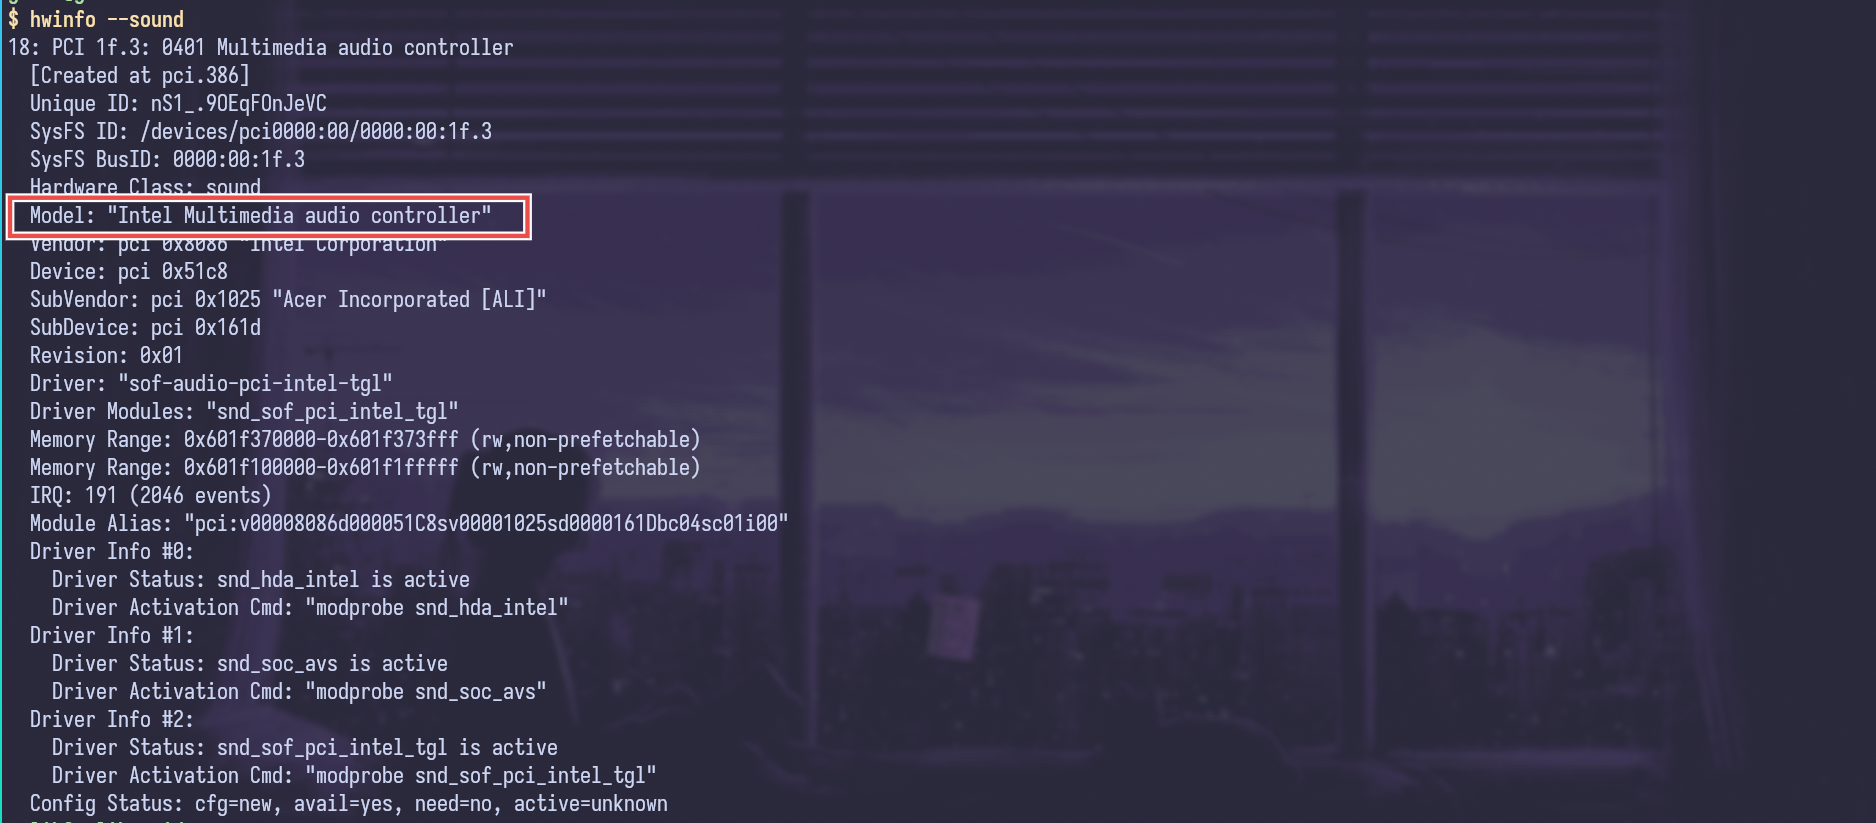 $ hwinfo --sound
18: PCI 1f.3: 0401 Multimedia audio controller
[Created at pci.386]
Unique ID: nS1_.9OEqFOnJeVC
SysFS ID: /devices/pci0000:00/0000:00:1f.3
SysFS BusID: 0000:00:1f.3
Hardware Class: sound
Model: "Intel Multimedia audio controller"
Vendor: pci 0x8086 "Intel Corporation"
Device: pci 0x51c8
SubVendor: pci 0x1025 "Acer Incorporated [ALI]"
SubDevice: pci 0x161d
Revision: 0x01
Driver: "sof-audio-pci-intel-tgl"
Driver Modules: "snd_sof_pci_intel_tgl"
Memory Range: 0x601f370000-0x601f373fff (rw,non-prefetchable)
Memory Range: 0x601f100000-0x601f1fffff (rw,non-prefetchable)
IRQ: 191 (2046 events)
Module Alias: "pci:v00008086d000051C8sv00001025sd0000161Dbc04sc01i00"
Driver Info #0:
Driver Status: snd_hda_intel is active
Driver Activation Cmd: "modprobe snd_hda_intel"
Driver Info #1:
Driver Status: snd_soc_avs is active
Driver Activation Cmd: "modprobe snd_soc_avs"
Driver Info #2:
Driver Status: snd_sof_pci_intel_tgl is active
Driver Activation Cmd: "modprobe snd_sof_pci_intel_tgl"
Config Status: cfg=new, avail=yes, need=no, active=unknown